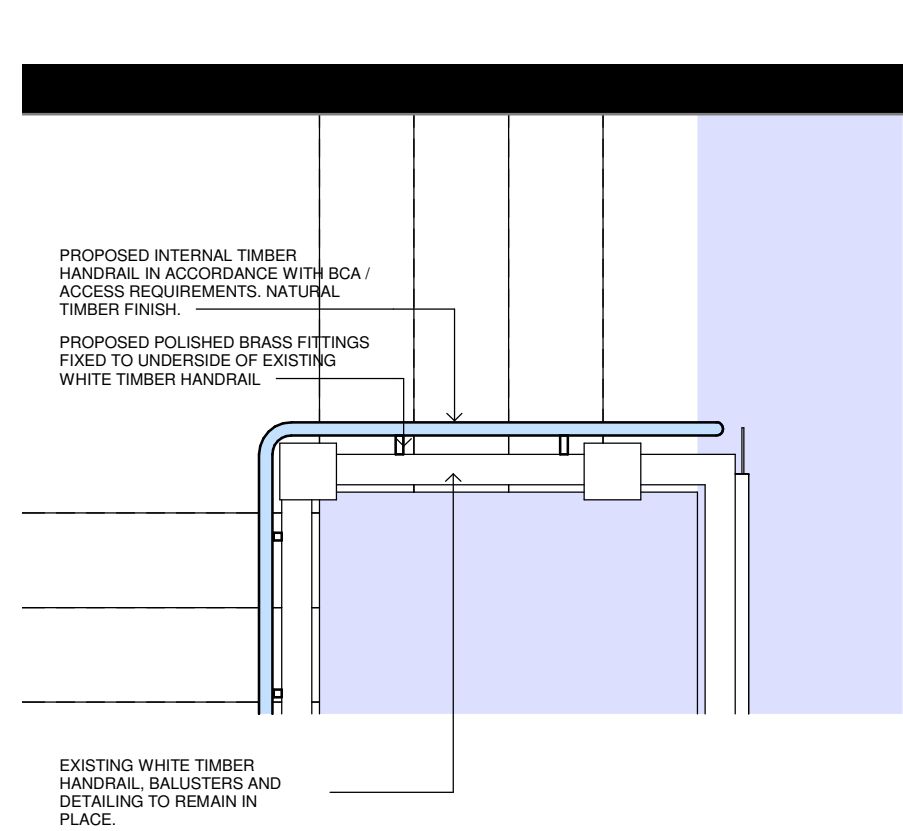 PROPOSED INTERNAL TIMBER
HANDRAIL IN ACCORDANCE WITH BCA /
ACCESS REQUIREMENTS. NATURAL
TIMBER FINISH.
PROPOSED POLISHED BRASS FITTINGS
FIXED TO UNDERSIDE OF EXISTING
WHITE TIMBER HANDRAIL
EXISTING WHITE TIMBER
HANDRAIL, BALUSTERS AND
DETAILING TO REMAIN IN
PLACE.